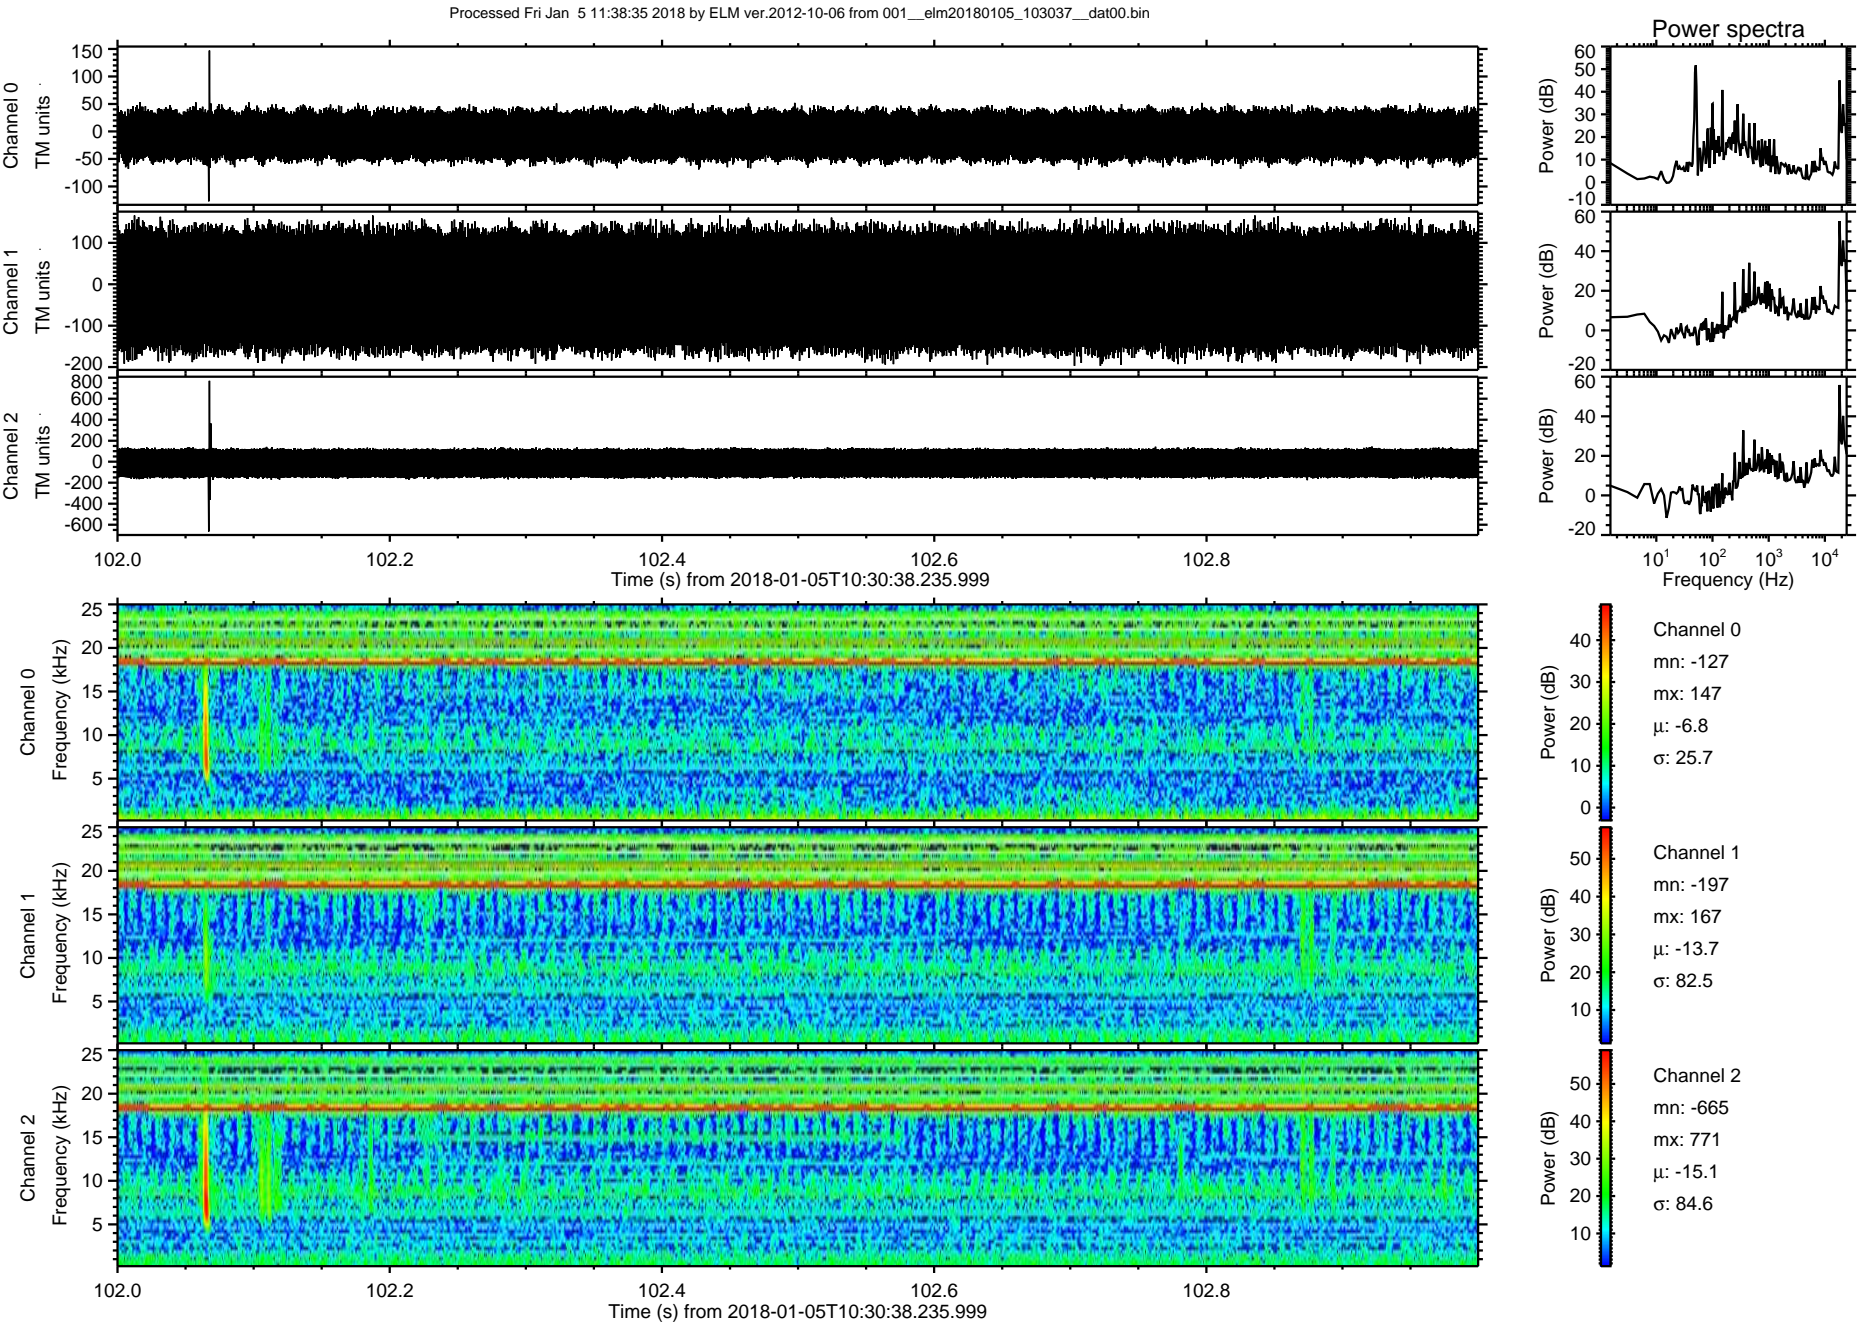 Processed Fri Jan  5 11:38:35 2018 by ELM ver.2012-10-06 from 001__elm20180105_103037__dat00.bin
Power spectra
Channel 0
TM units
150
100
50
0
-50
-100
Power (dB)
60
50
40
30
20
10
0
-10
Channel 1
TM units
100
0
-100
-200
Power (dB)
60
40
20
0
-20
Channel 2
TM units
800
600
400
200
0
-200
-400
-600
Power (dB)
60
40
20
0
-20
102.0 102.2 102.4 102.6 102.8
Time (s) from 2018-01-05T10:30:38.235.999
10^1 10^2 10^3 10^4
Frequency (Hz)
Channel 0
Frequency (kHz)
25
20
15
10
5
Power (dB)
40
30
20
10
0
Channel 0
mn: -127
mx: 147
μ: -6.8
σ: 25.7
Channel 1
Frequency (kHz)
25
20
15
10
5
Power (dB)
50
40
30
20
10
Channel 1
mn: -197
mx: 167
μ: -13.7
σ: 82.5
Channel 2
Frequency (kHz)
25
20
15
10
5
Power (dB)
50
40
30
20
10
Channel 2
mn: -665
mx: 771
μ: -15.1
σ: 84.6
102.0 102.2 102.4 102.6 102.8
Time (s) from 2018-01-05T10:30:38.235.999